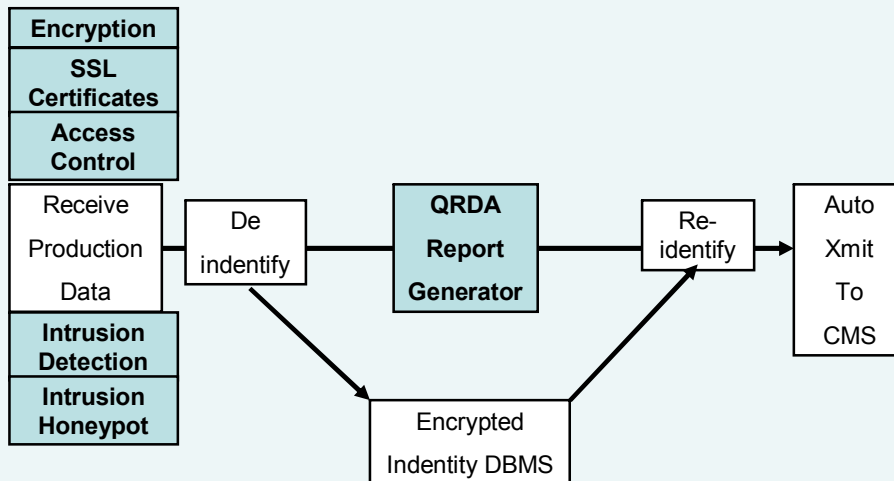 Encryption
SSL
Certificates
Access
Control
Receive
Production
Data
Intrusion
Detection
Intrusion
Honeypot
De
indentify
QRDA
Report
Generator
Encrypted
Indentity DBMS
Re-
identify
Auto
Xmit
To
CMS